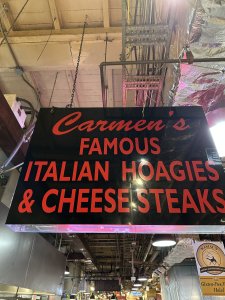 Carmen's
FAMOUS
ITALIAN HOAGIES
& CHEESE STEAKS